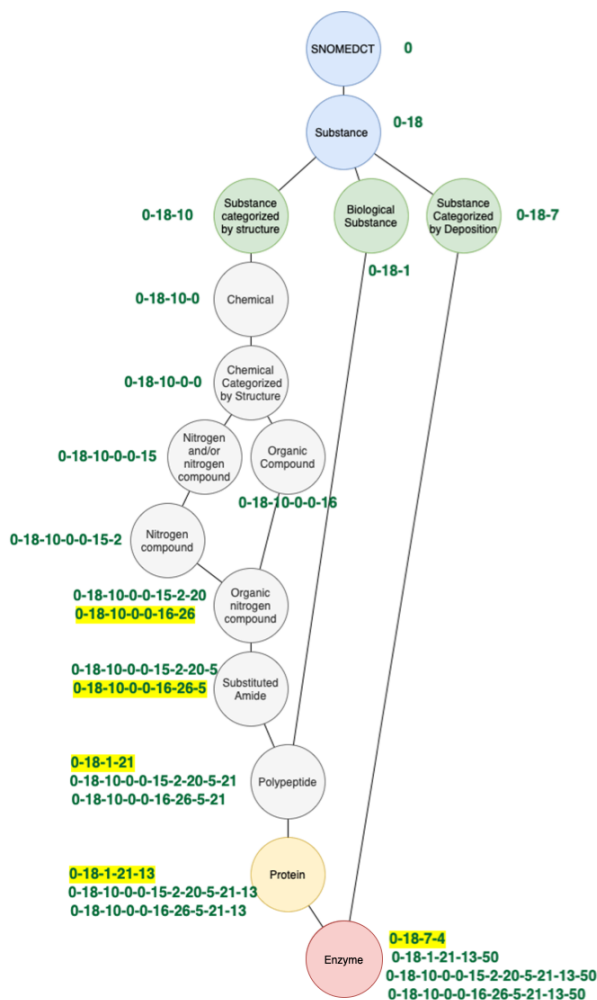 SNOMEDCT
0
Substance
0-18
Substance
categorized
by structure
0-18-10
Biological
Substance
0-18-1
Substance
Categorized
by Deposition
0-18-7
0-18-10-0
Chemical
0-18-10-0-0
Chemical
Categorized
by Structure
0-18-10-0-0-15
Nitrogen
and/or
nitrogen
compound
Organic
Compound
0-18-10-0-0-16
0-18-10-0-0-15-2
Nitrogen
compound
0-18-10-0-0-15-2-20
0-18-10-0-0-16-26
Organic
nitrogen
compound
0-18-10-0-0-15-2-20-5
0-18-10-0-0-16-26-5
Substituted
Amide
0-18-1-21
0-18-10-0-0-15-2-20-5-21
0-18-10-0-0-16-26-5-21
Polypeptide
0-18-1-21-13
0-18-10-0-0-15-2-20-5-21-13
0-18-10-0-0-16-26-5-21-13
Protein
Enzyme
0-18-7-4
0-18-1-21-13-50
0-18-10-0-0-15-2-20-5-21-13-50
0-18-10-0-0-16-26-5-21-13-50